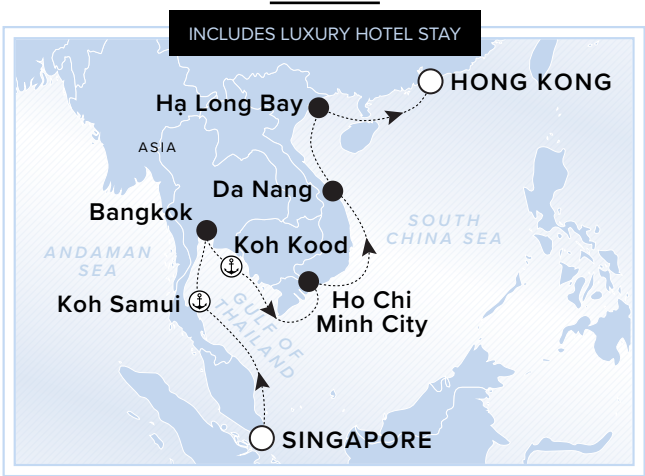 INCLUDES LUXURY HOTEL STAY
HONG KONG
Hạ Long Bay
ASIA
Da Nang
Bangkok
SOUTH
CHINA SEA
Koh Kood
ANDAMAN
SEA
Koh Samui
Ho Chi
Minh City
GULF OF
THAILAND
SINGAPORE